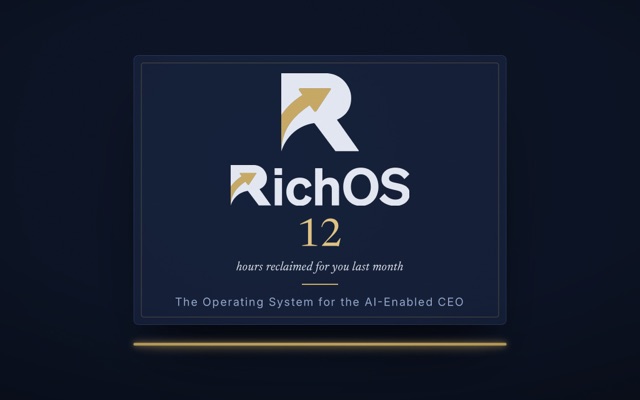 R
RichOS
12
hours reclaimed for you last month
The Operating System for the AI-Enabled CEO